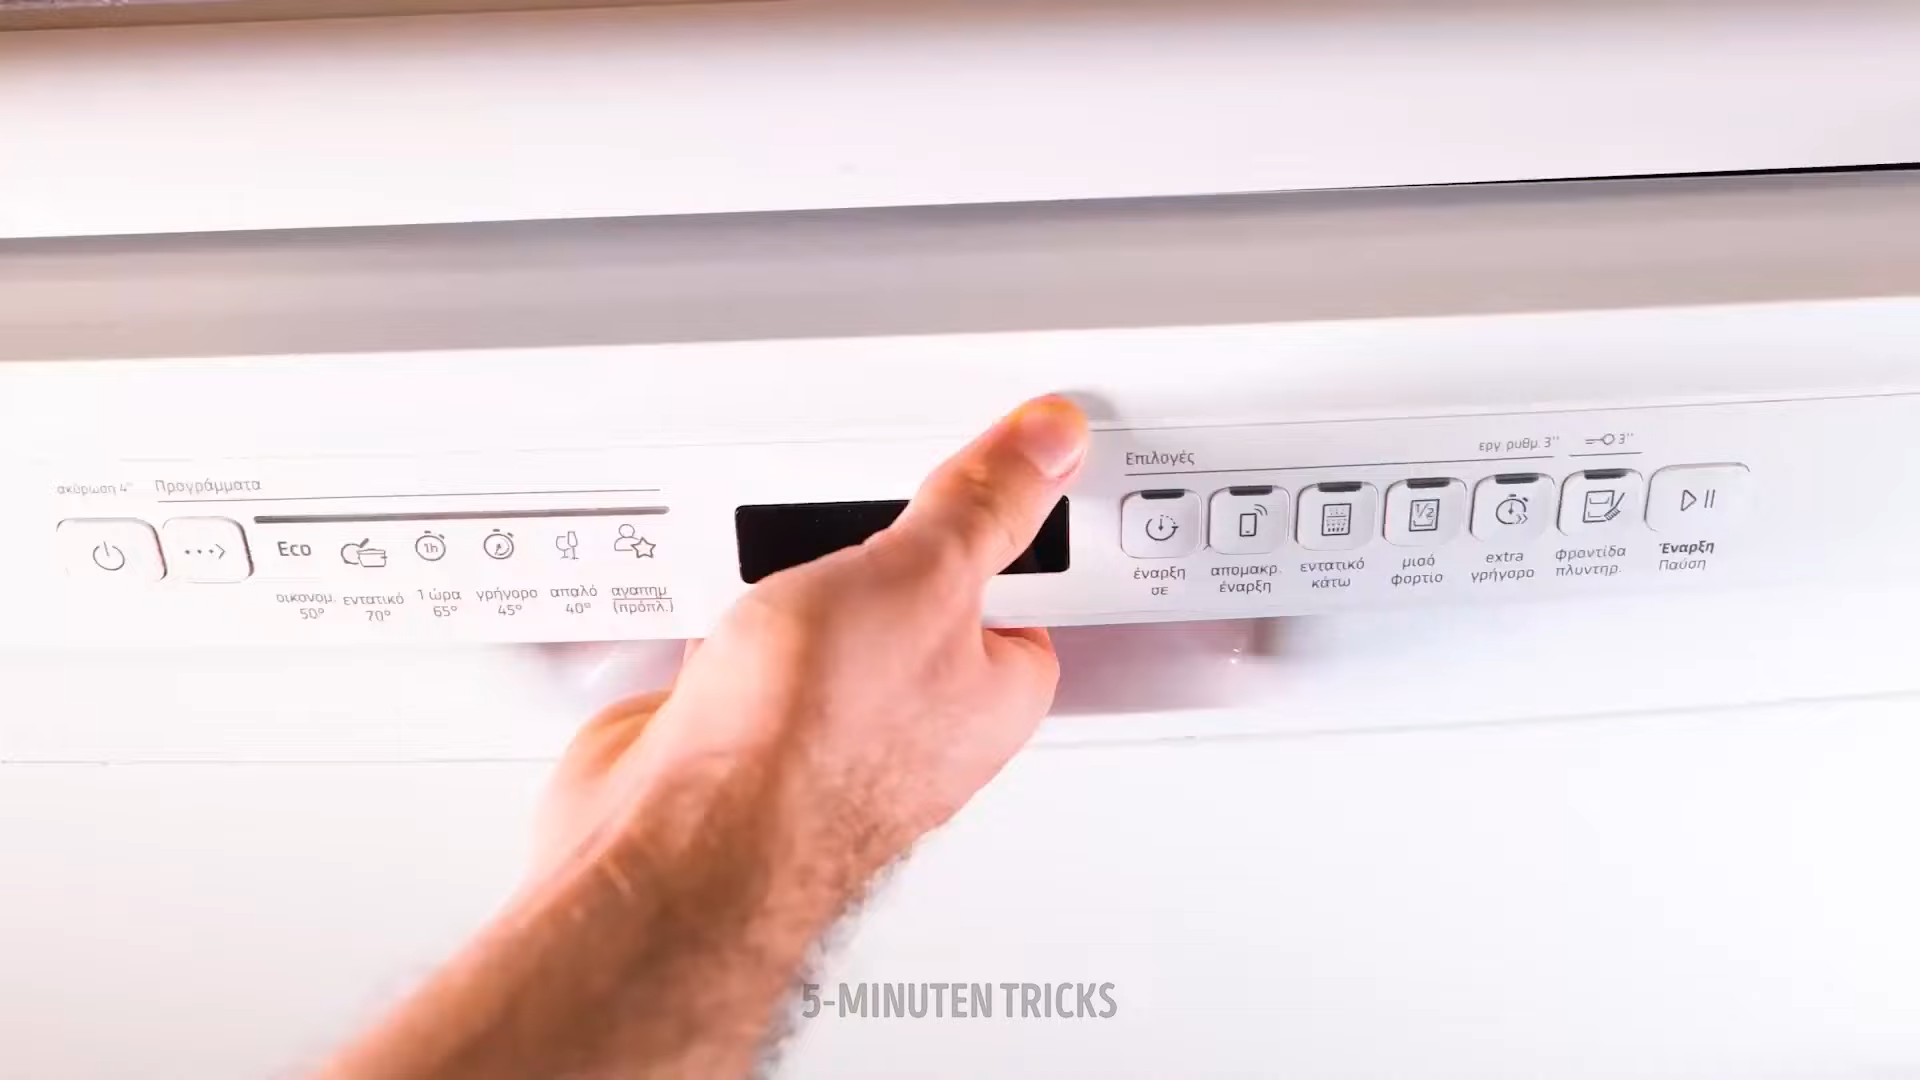 ακύρωση 4''
Προγράμματα
Eco
1h
οικονομ.
50°
εντατικό
70°
1 ώρα
65°
γρήγορο
45°
απαλό
40°
αγαπημ
(πρόπλ.)
Επιλογές
εργ ρυθμ. 3''
3''
1/2
έναρξη
σε
απομακρ.
έναρξη
εντατικό
κάτω
μισό
φορτίο
extra
γρήγορο
φροντίδα
πλυντηρ.
Έναρξη
Παύση
5-MINUTEN TRICKS